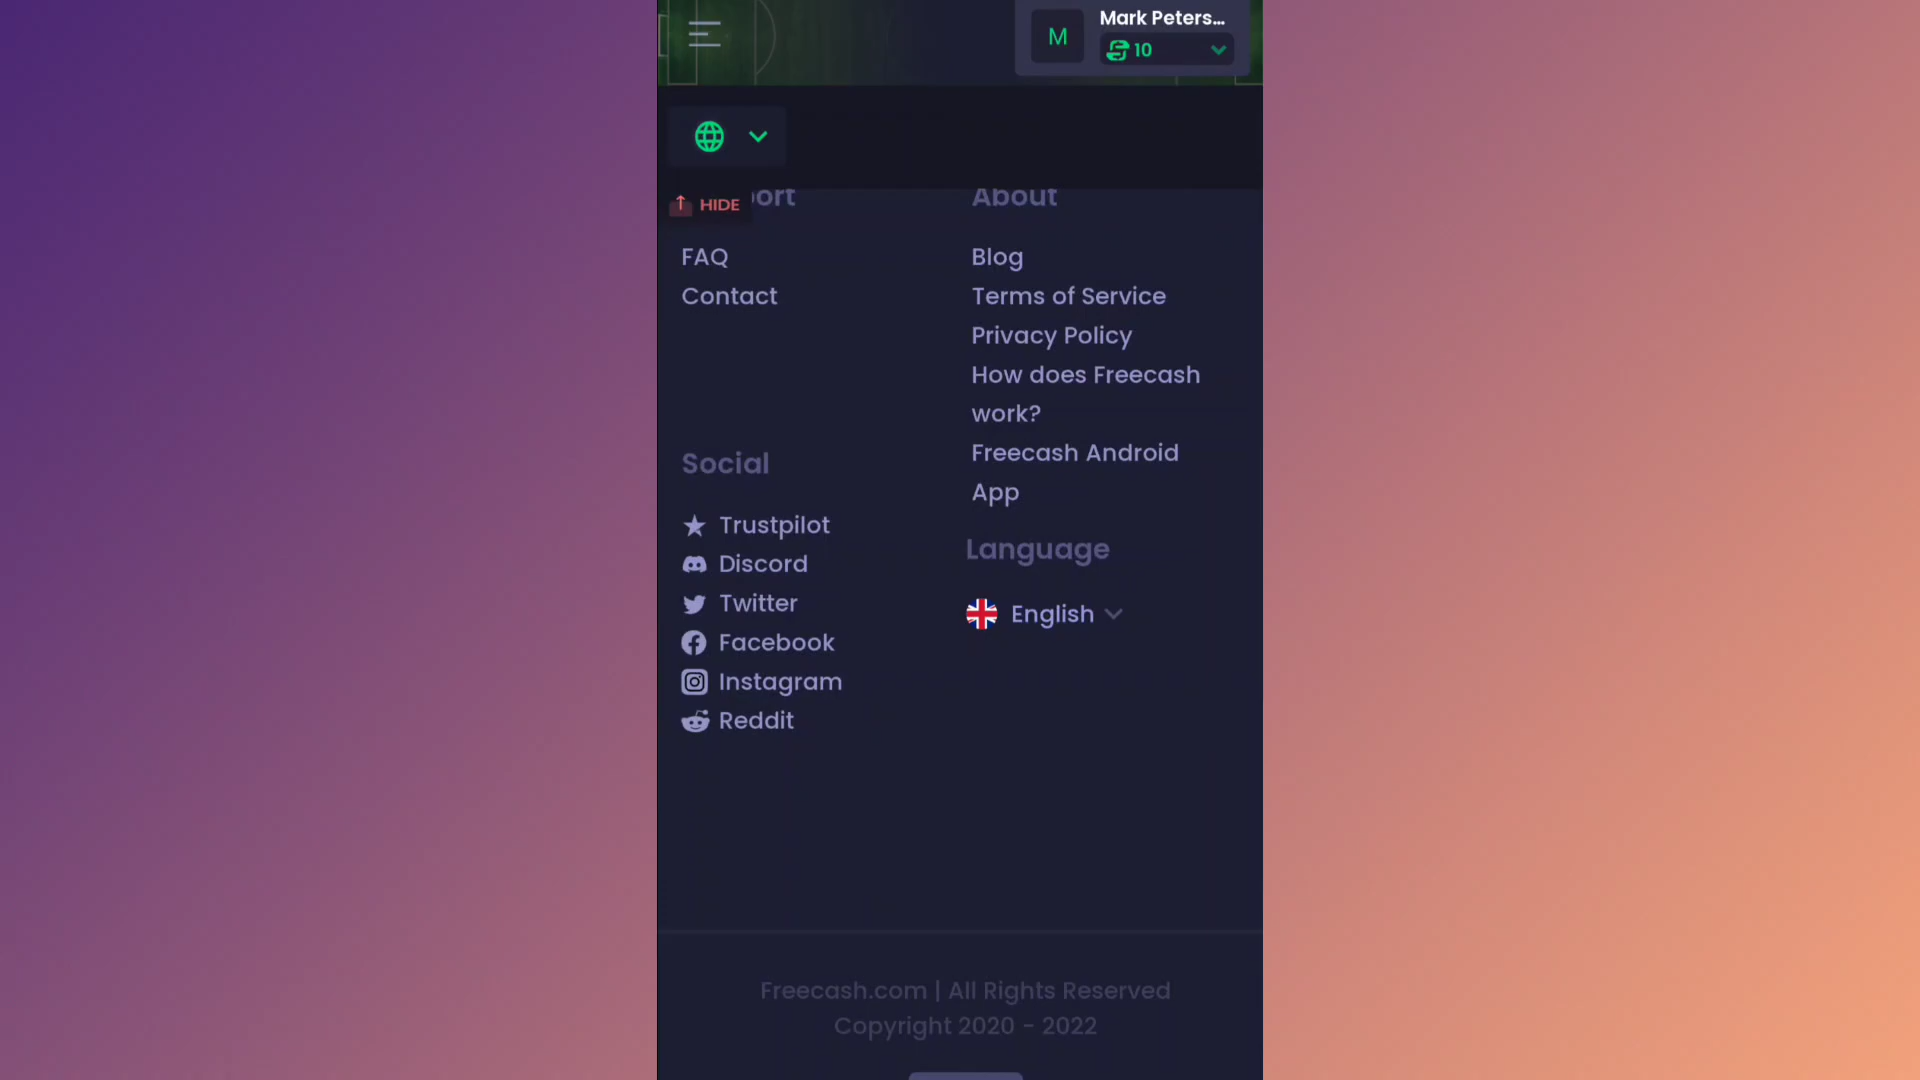 Mark Peters...
M
10
HIDE
ort
FAQ
Contact
About
Blog
Terms of Service
Privacy Policy
How does Freecash
work?
Freecash Android
App
Social
Trustpilot
Discord
Twitter
Facebook
Instagram
Reddit
Language
English
Freecash.com | All Rights Reserved
Copyright 2020 - 2022